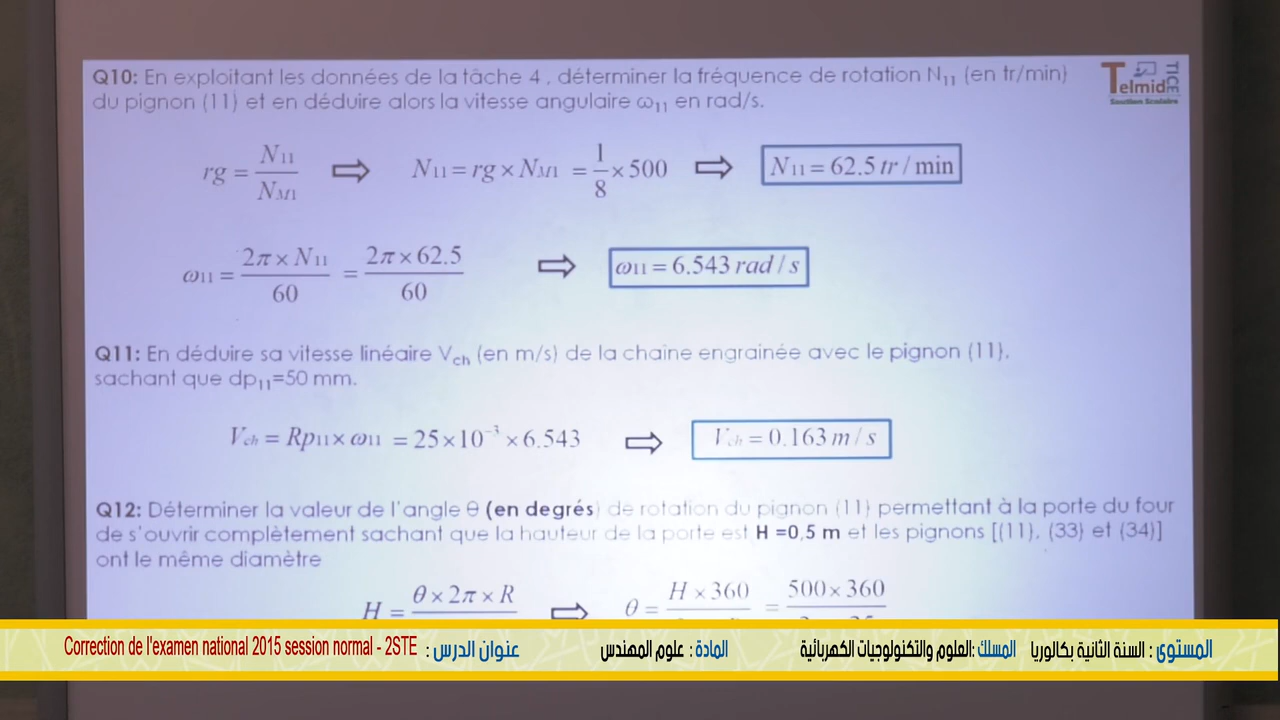 Q10: En exploitant les données de la tâche 4 , déterminer la fréquence de rotation N₁₁ (en tr/min)
du pignon (11) et en déduire alors la vitesse angulaire ω₁₁ en rad/s.
Telmid TICE
Soutien Scolaire
rg = N11 / NM1 ⇨ N11 = rg × NM1 = 1/8 × 500 ⇨ N11 = 62.5 tr / min
ω11 = 2π × N11 / 60 = 2π × 62.5 / 60 ⇨ ω11 = 6.543 rad / s
Q11: En déduire sa vitesse linéaire Vch (en m/s) de la chaine engrainée avec le pignon (11),
sachant que dp₁₁=50 mm.
Vch = Rp11 × ω11 = 25×10⁻³ × 6.543 ⇨ Vch = 0.163 m / s
Q12: Déterminer la valeur de l'angle θ (en degrés) de rotation du pignon (11) permettant à la porte du four
de s'ouvrir complètement sachant que la hauteur de la porte est H =0,5 m et les pignons [(11), (33) et (34)]
ont le même diamètre
H = θ × 2π × R ⇨ θ = H × 360 = 500 × 360
المستوى : السنة الثانية بكالوريا المسلك :العلوم والتكنولوجيات الكهربائية المادة : علوم المهندس عنوان الدرس : Correction de l'examen national 2015 session normal - 2STE